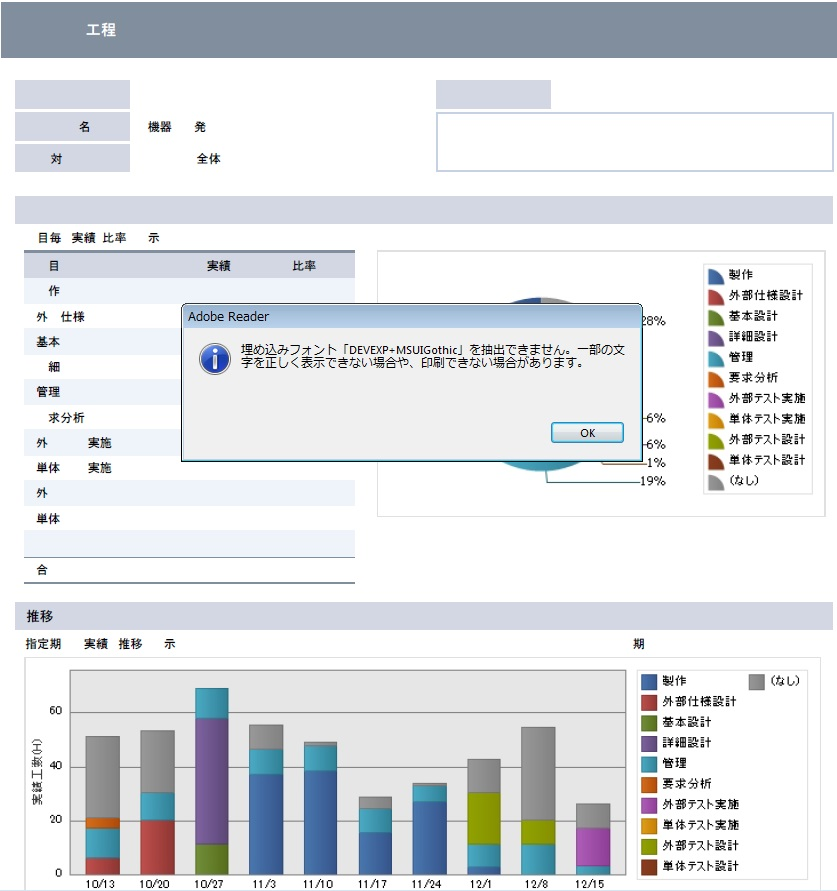 工程
名 機器 発
対 全体
目毎 実績 比率 示
目 実績 比率
作
外 仕様
基本
細
管理
求分析
外 実施
単体 実施
外
単体
合
28%
6%
6%
1%
19%
製作
外部仕様設計
基本設計
詳細設計
管理
要求分析
外部テスト実施
単体テスト実施
外部テスト設計
単体テスト設計
(なし)
Adobe Reader
埋め込みフォント「DEVEXP+MSUIGothic」を抽出できません。一部の文
字を正しく表示できない場合や、印刷できない場合があります。
OK
推移
指定期 実績 推移 示 期
実績工数(H)
60
40
20
0
10/13 10/20 10/27 11/3 11/10 11/17 11/24 12/1 12/8 12/15
製作 (なし)
外部仕様設計
基本設計
詳細設計
管理
要求分析
外部テスト実施
単体テスト実施
外部テスト設計
単体テスト設計